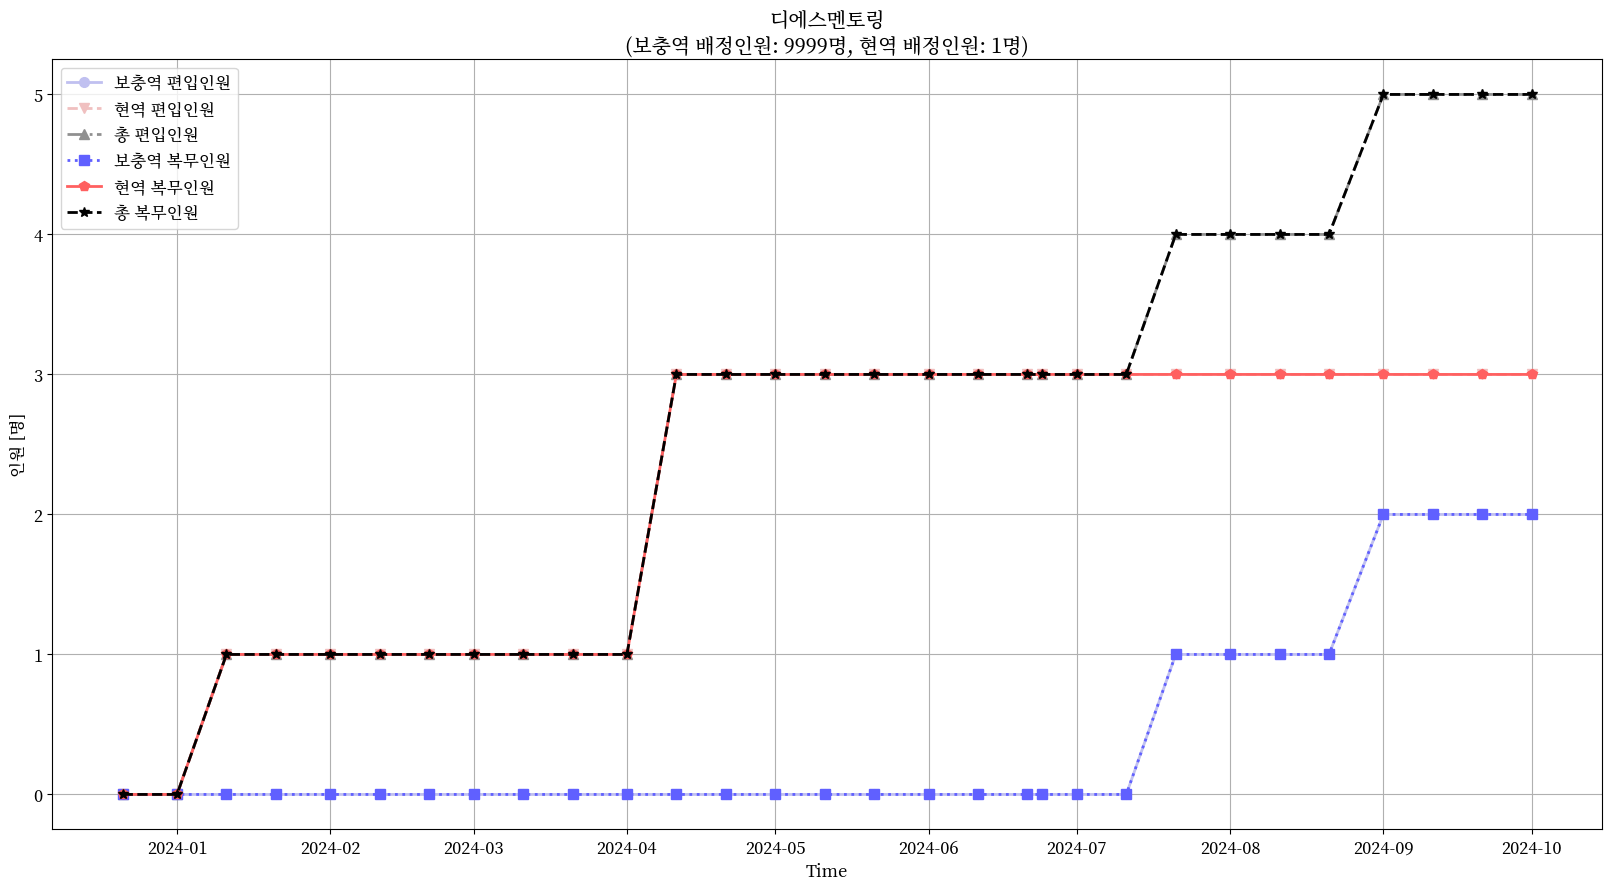 디에스멘토링
(보충역 배정인원: 9999명, 현역 배정인원: 1명)
보충역 편입인원
현역 편입인원
총 편입인원
보충역 복무인원
현역 복무인원
총 복무인원
인원 [명]
5
4
3
2
1
0
2024-01 2024-02 2024-03 2024-04 2024-05 2024-06 2024-07 2024-08 2024-09 2024-10
Time